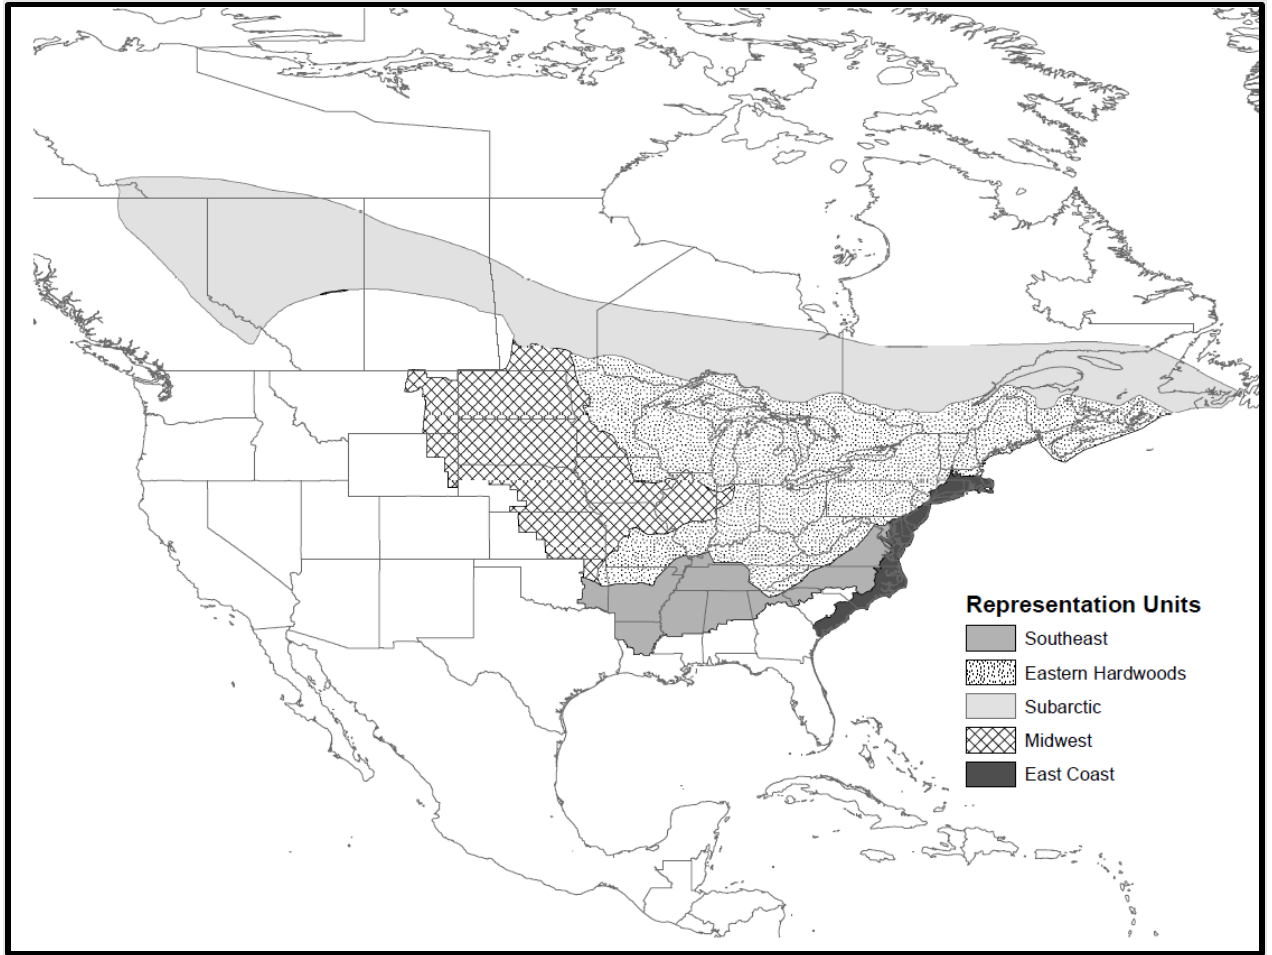 Representation Units
Southeast
Eastern Hardwoods
Subarctic
Midwest
East Coast